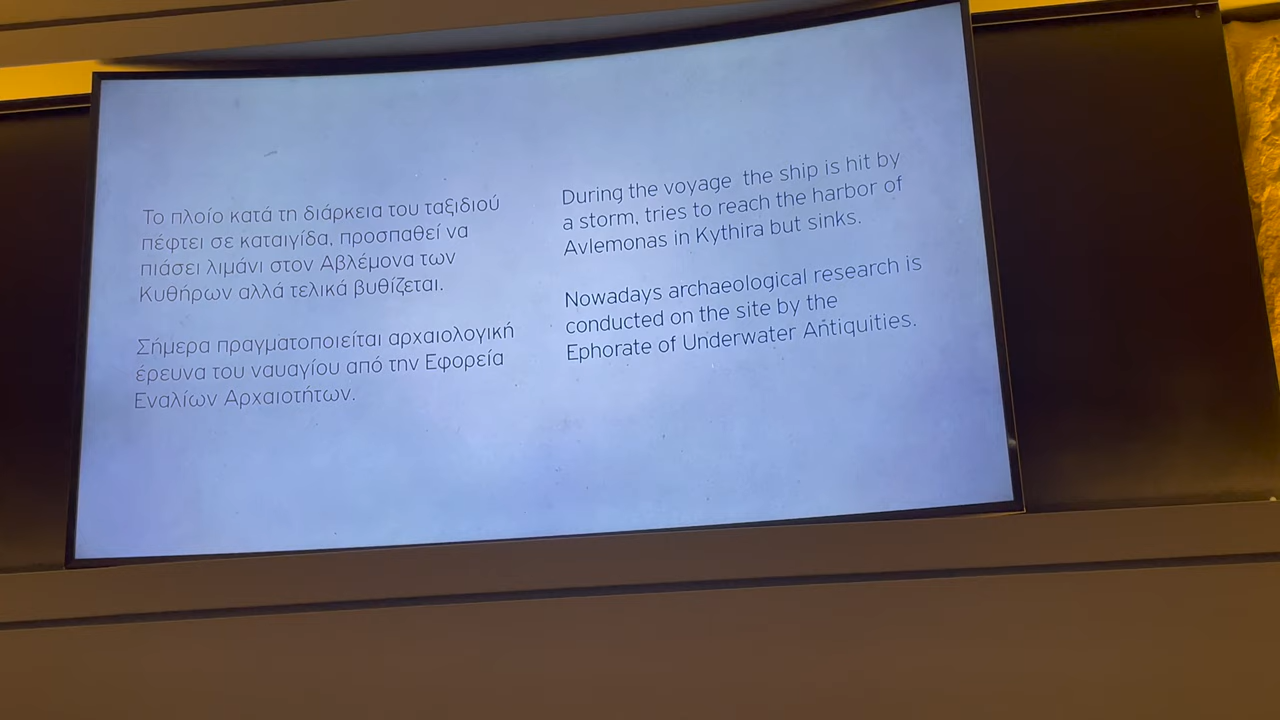 Το πλοίο κατά τη διάρκεια του ταξιδιού
πέφτει σε καταιγίδα, προσπαθεί να
πιάσει λιμάνι στον Αβλέμονα των
Κυθήρων αλλά τελικά βυθίζεται.
Σήμερα πραγματοποιείται αρχαιολογική
έρευνα του ναυαγίου από την Εφορεία
Εναλίων Αρχαιοτήτων.
During the voyage the ship is hit by
a storm, tries to reach the harbor of
Avlemonas in Kythira but sinks.
Nowadays archaeological research is
conducted on the site by the
Ephorate of Underwater Antiquities.